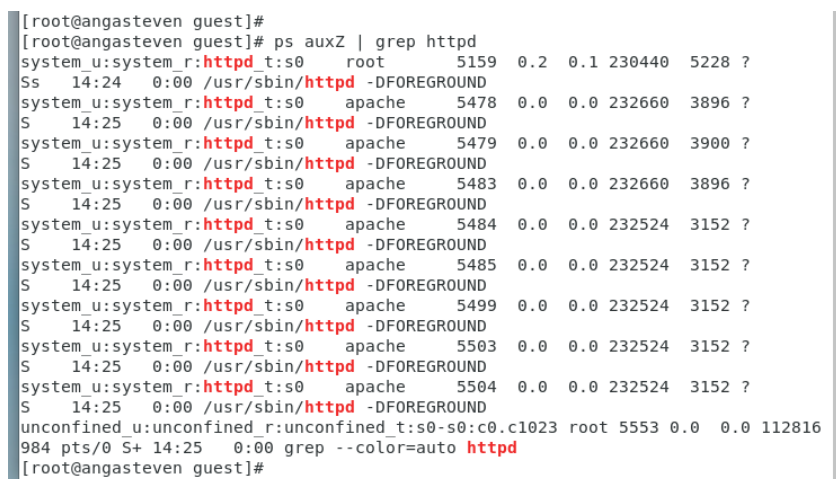 [root@angasteven guest]#
[root@angasteven guest]# ps auxZ | grep httpd
system_u:system_r:httpd_t:s0    root       5159  0.2  0.1 230440  5228 ?
Ss   14:24   0:00 /usr/sbin/httpd -DFOREGROUND
system_u:system_r:httpd_t:s0    apache     5478  0.0  0.0 232660  3896 ?
S    14:25   0:00 /usr/sbin/httpd -DFOREGROUND
system_u:system_r:httpd_t:s0    apache     5479  0.0  0.0 232660  3900 ?
S    14:25   0:00 /usr/sbin/httpd -DFOREGROUND
system_u:system_r:httpd_t:s0    apache     5483  0.0  0.0 232660  3896 ?
S    14:25   0:00 /usr/sbin/httpd -DFOREGROUND
system_u:system_r:httpd_t:s0    apache     5484  0.0  0.0 232524  3152 ?
S    14:25   0:00 /usr/sbin/httpd -DFOREGROUND
system_u:system_r:httpd_t:s0    apache     5485  0.0  0.0 232524  3152 ?
S    14:25   0:00 /usr/sbin/httpd -DFOREGROUND
system_u:system_r:httpd_t:s0    apache     5499  0.0  0.0 232524  3152 ?
S    14:25   0:00 /usr/sbin/httpd -DFOREGROUND
system_u:system_r:httpd_t:s0    apache     5503  0.0  0.0 232524  3152 ?
S    14:25   0:00 /usr/sbin/httpd -DFOREGROUND
system_u:system_r:httpd_t:s0    apache     5504  0.0  0.0 232524  3152 ?
S    14:25   0:00 /usr/sbin/httpd -DFOREGROUND
unconfined_u:unconfined_r:unconfined_t:s0-s0:c0.c1023 root 5553 0.0  0.0 112816
984 pts/0 S+ 14:25   0:00 grep --color=auto httpd
[root@angasteven guest]#